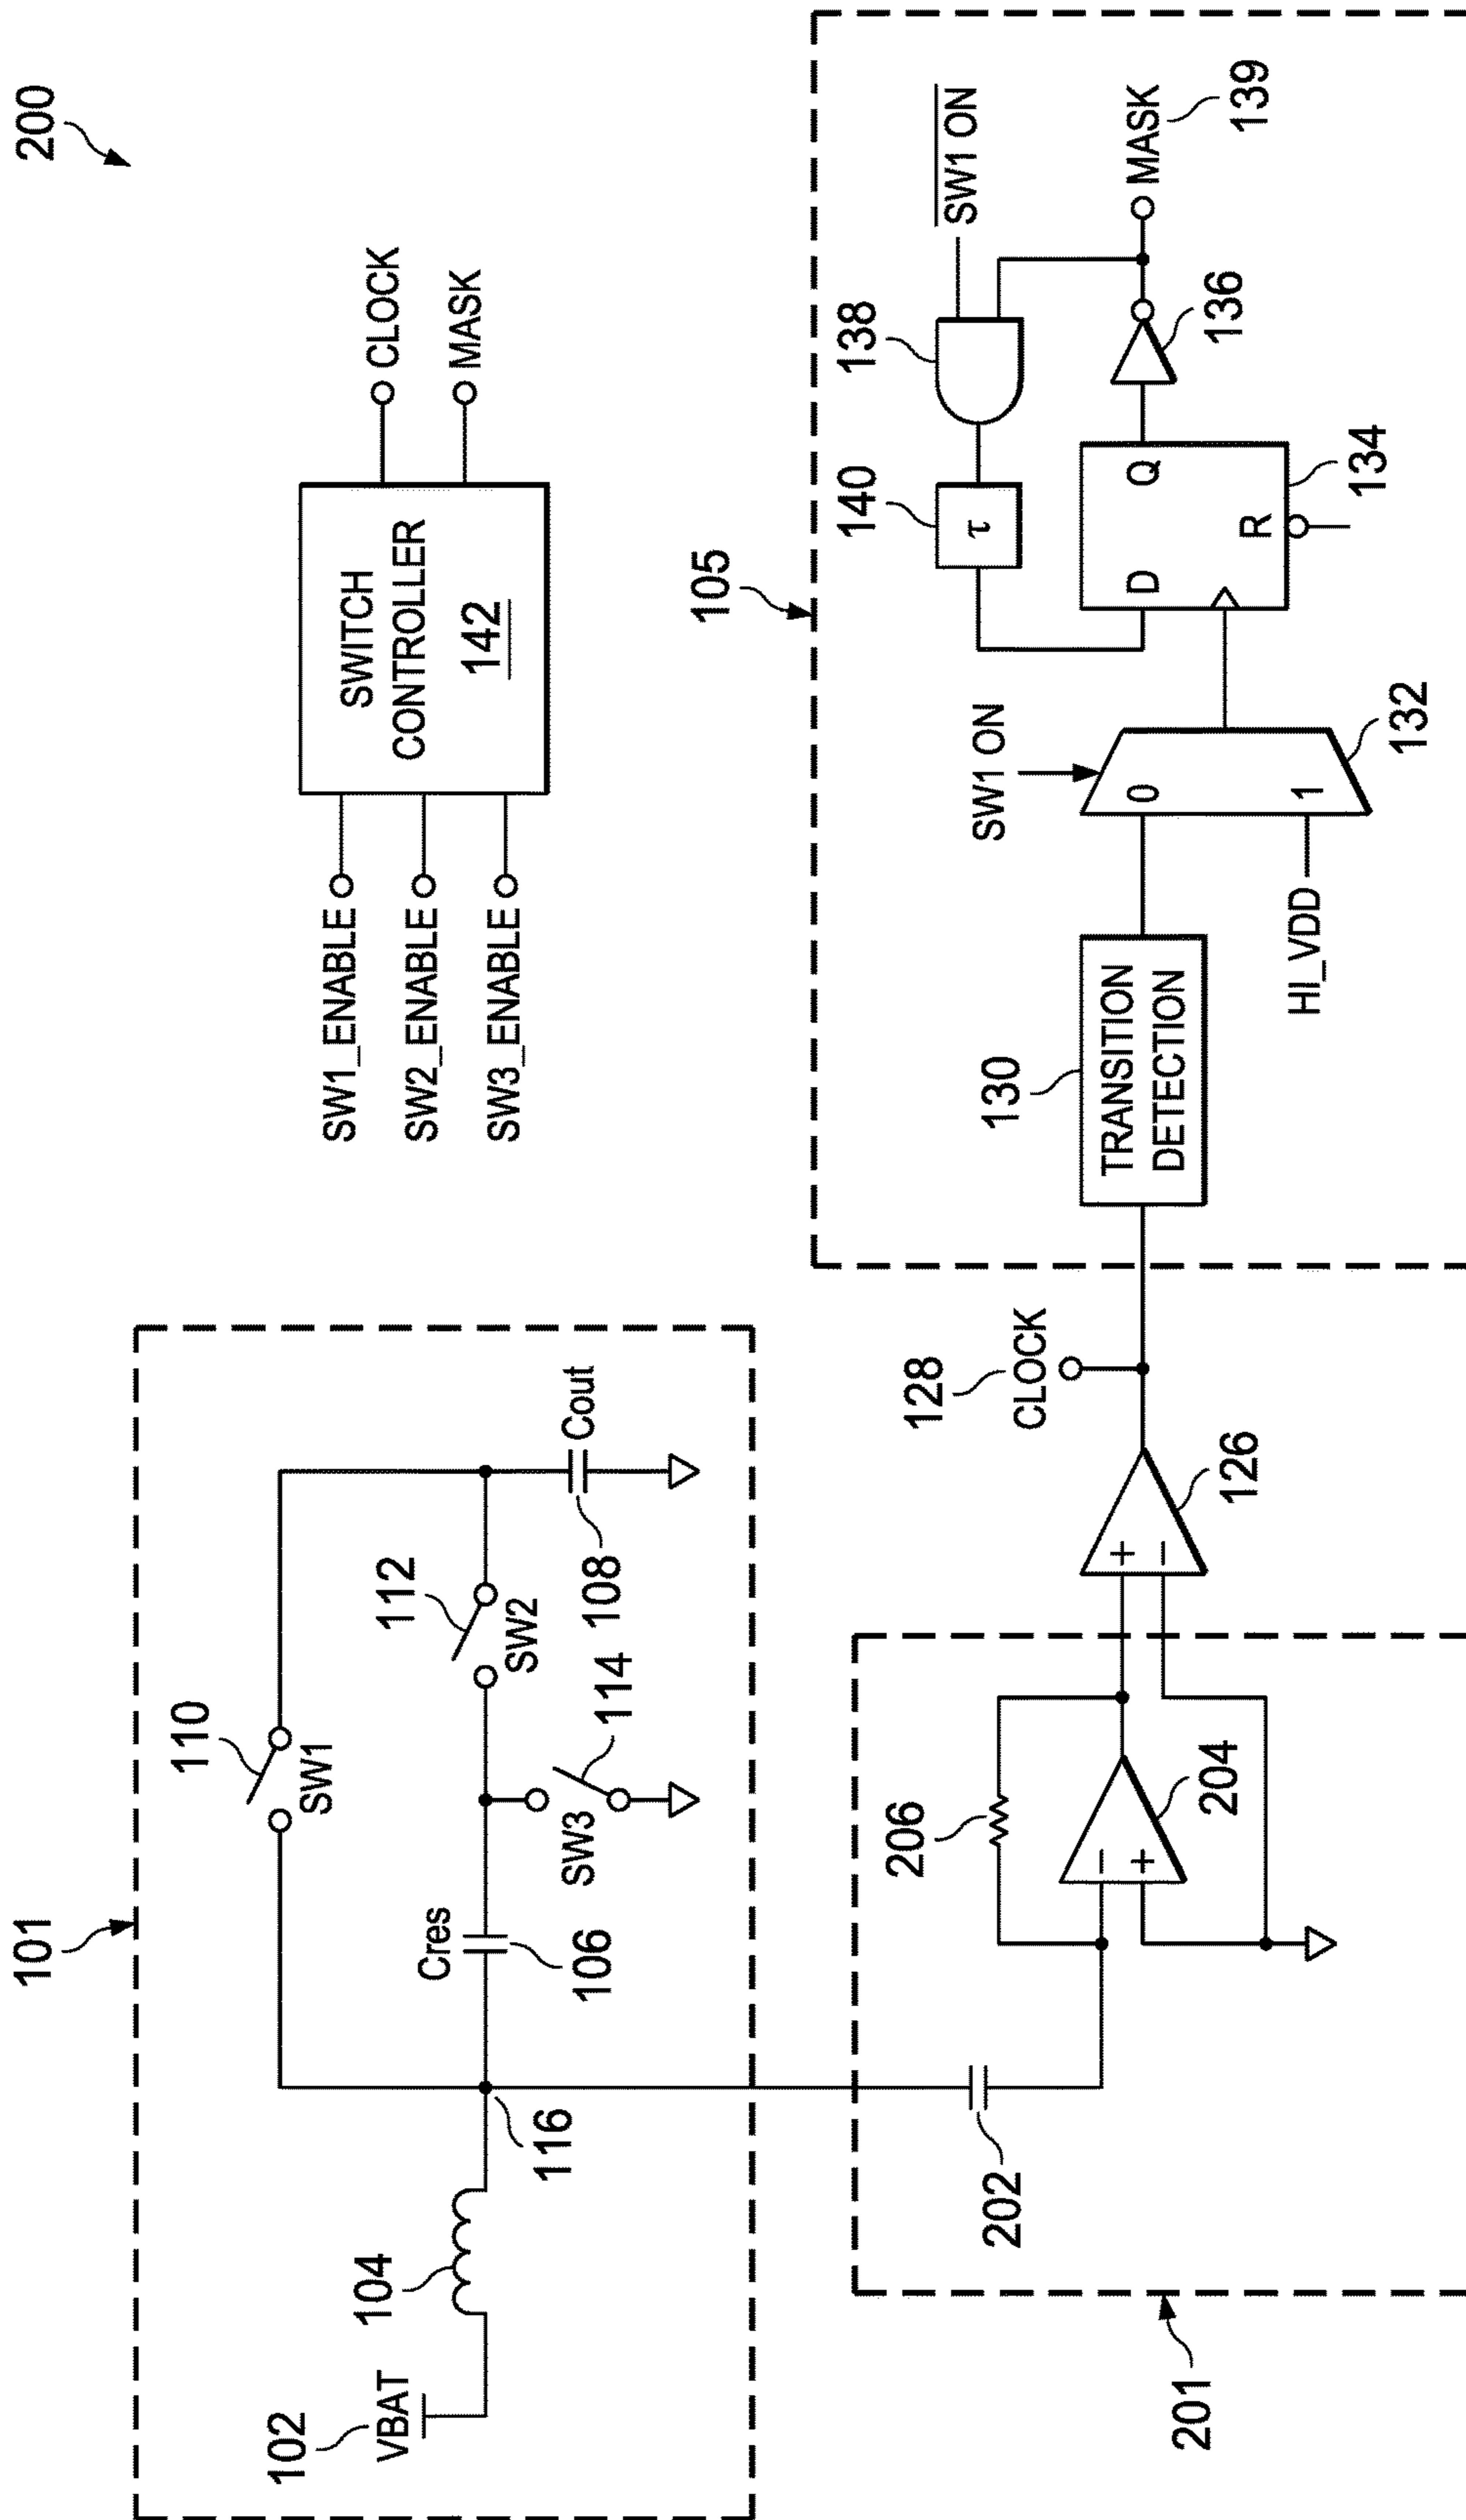 200
101
102
VBAT
104
116
Cres
106
110
SW1
112
SW2
SW3
114
108
Cout
SW1_ENABLE
SW2_ENABLE
SW3_ENABLE
SWITCH
CONTROLLER
142
CLOCK
MASK
201
202
206
204
−
+
+
−
126
128
CLOCK
105
130
TRANSITION
DETECTION
HI_VDD
SW1 ON
0
1
132
140
τ
138
SW1 ON
D
Q
R
134
136
MASK
139